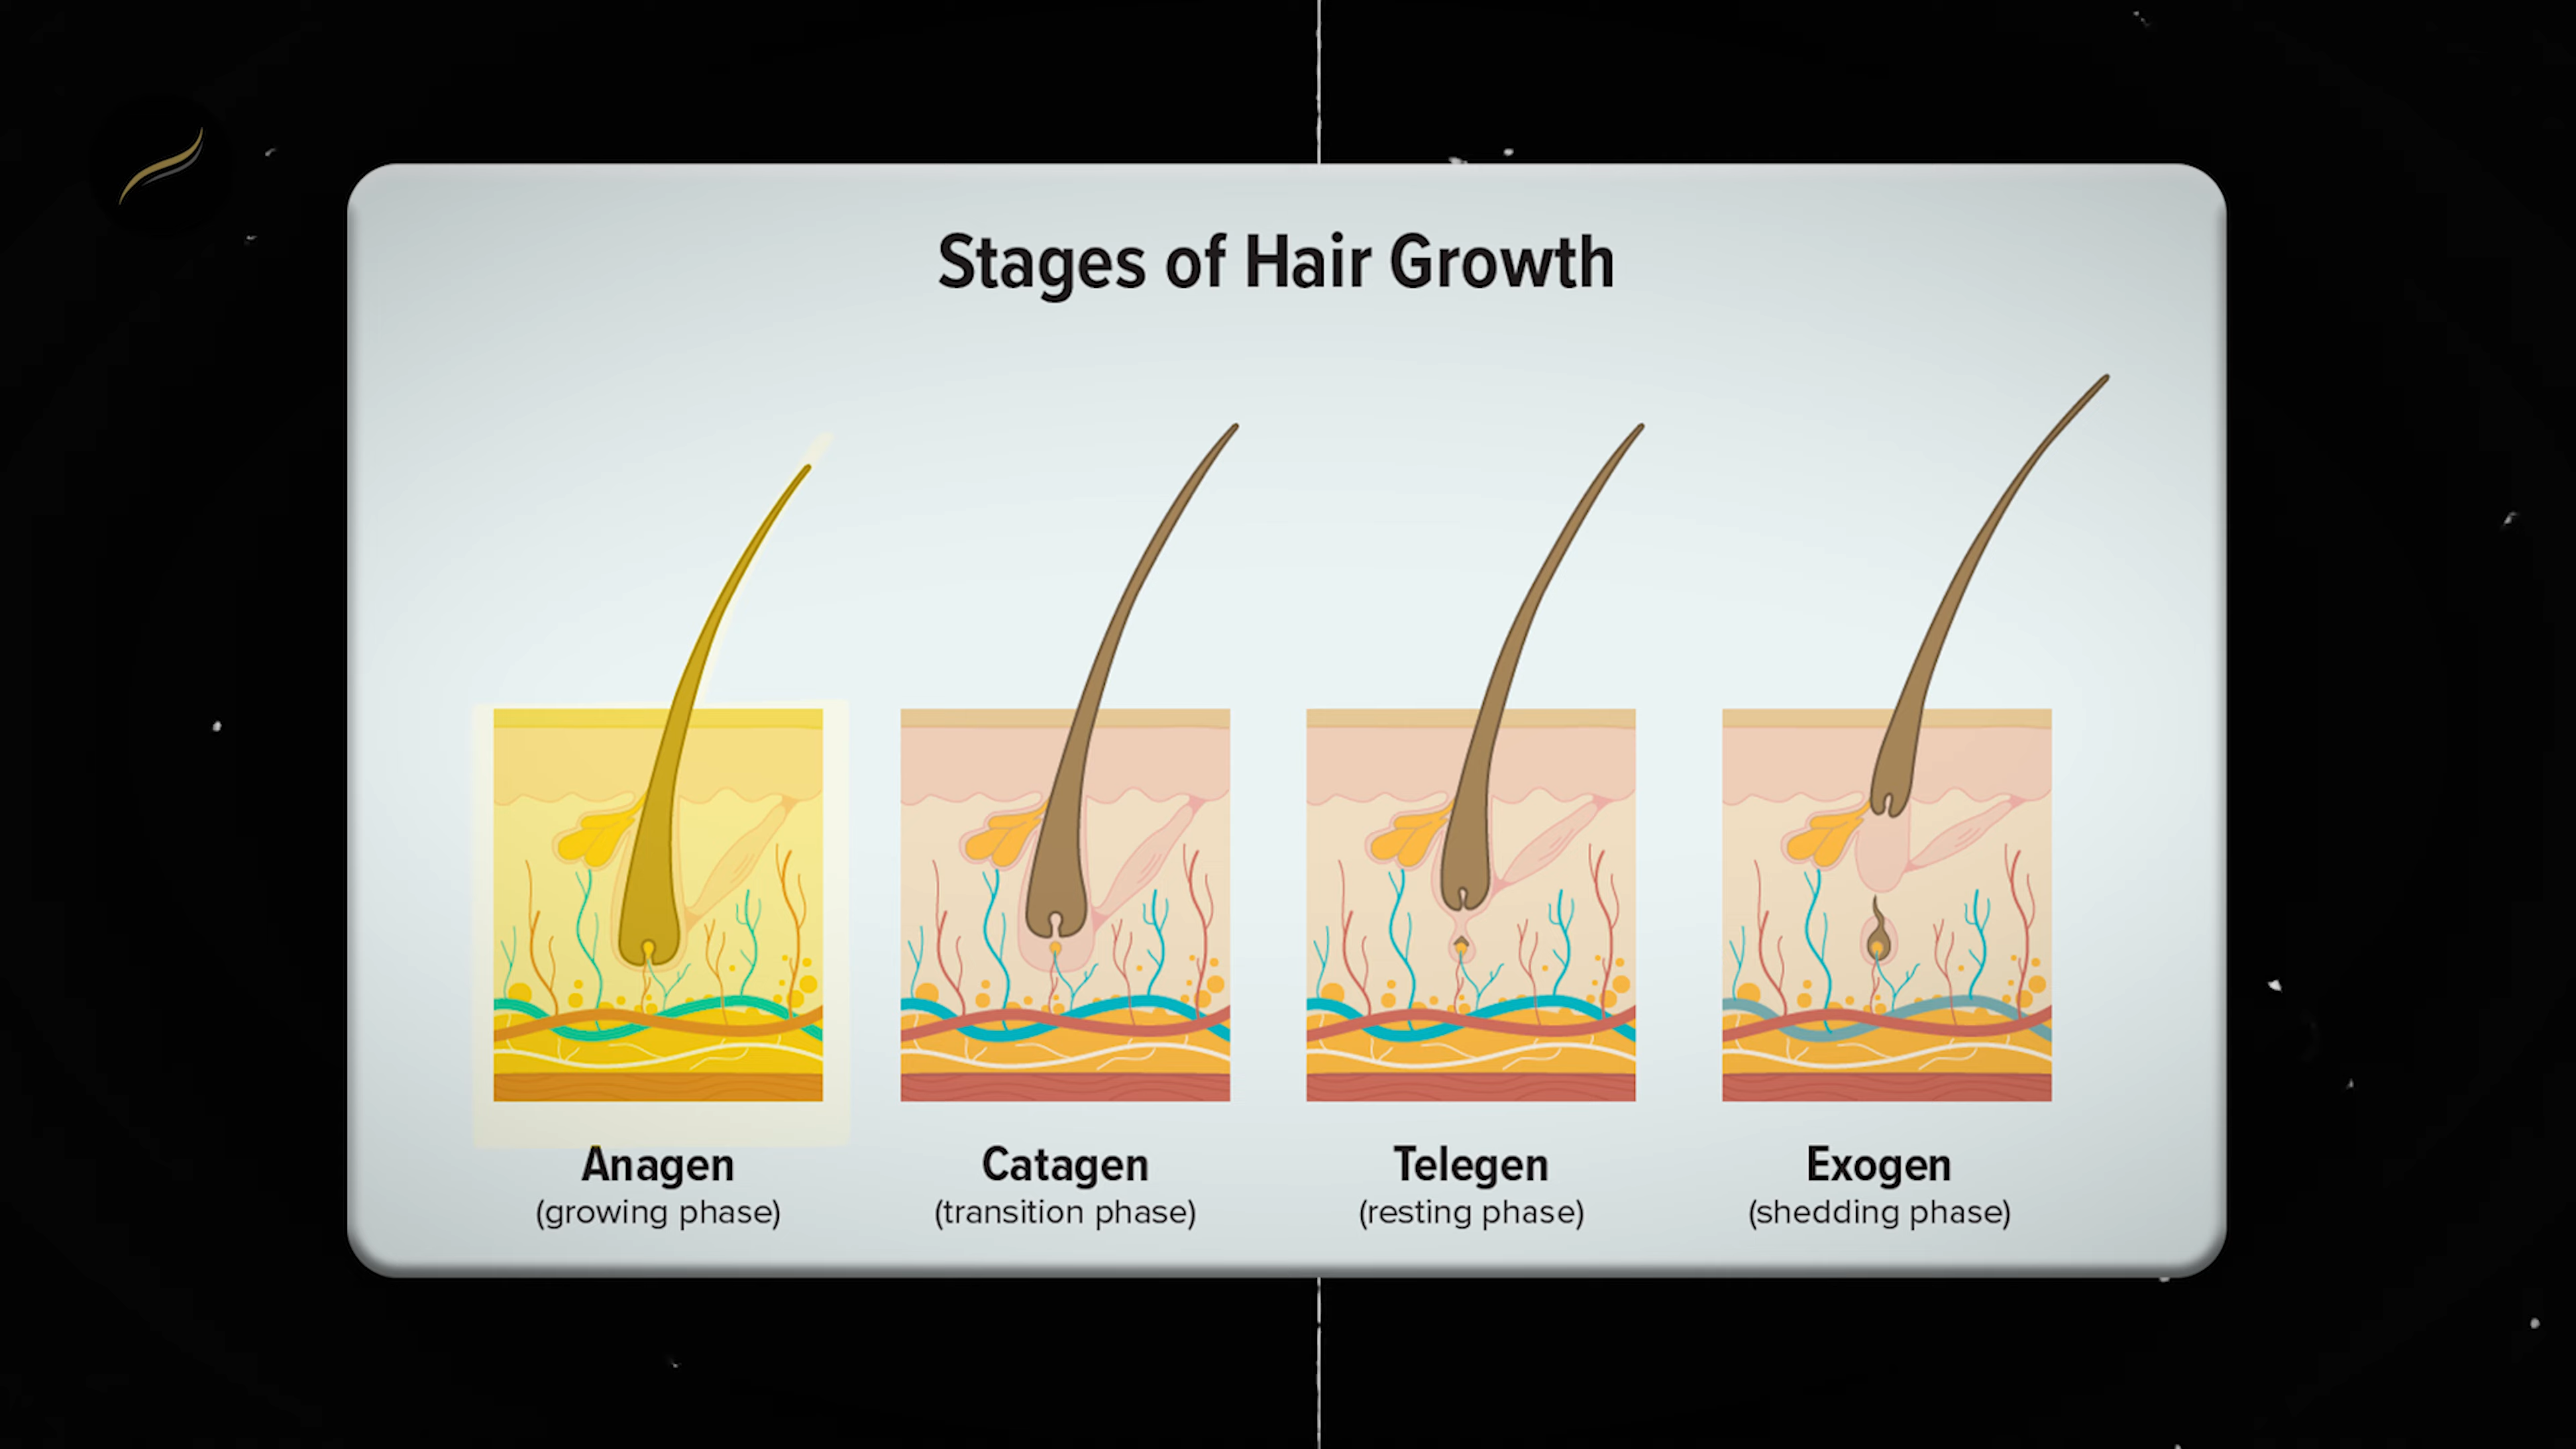 Stages of Hair Growth
Anagen
(growing phase)
Catagen
(transition phase)
Telegen
(resting phase)
Exogen
(shedding phase)